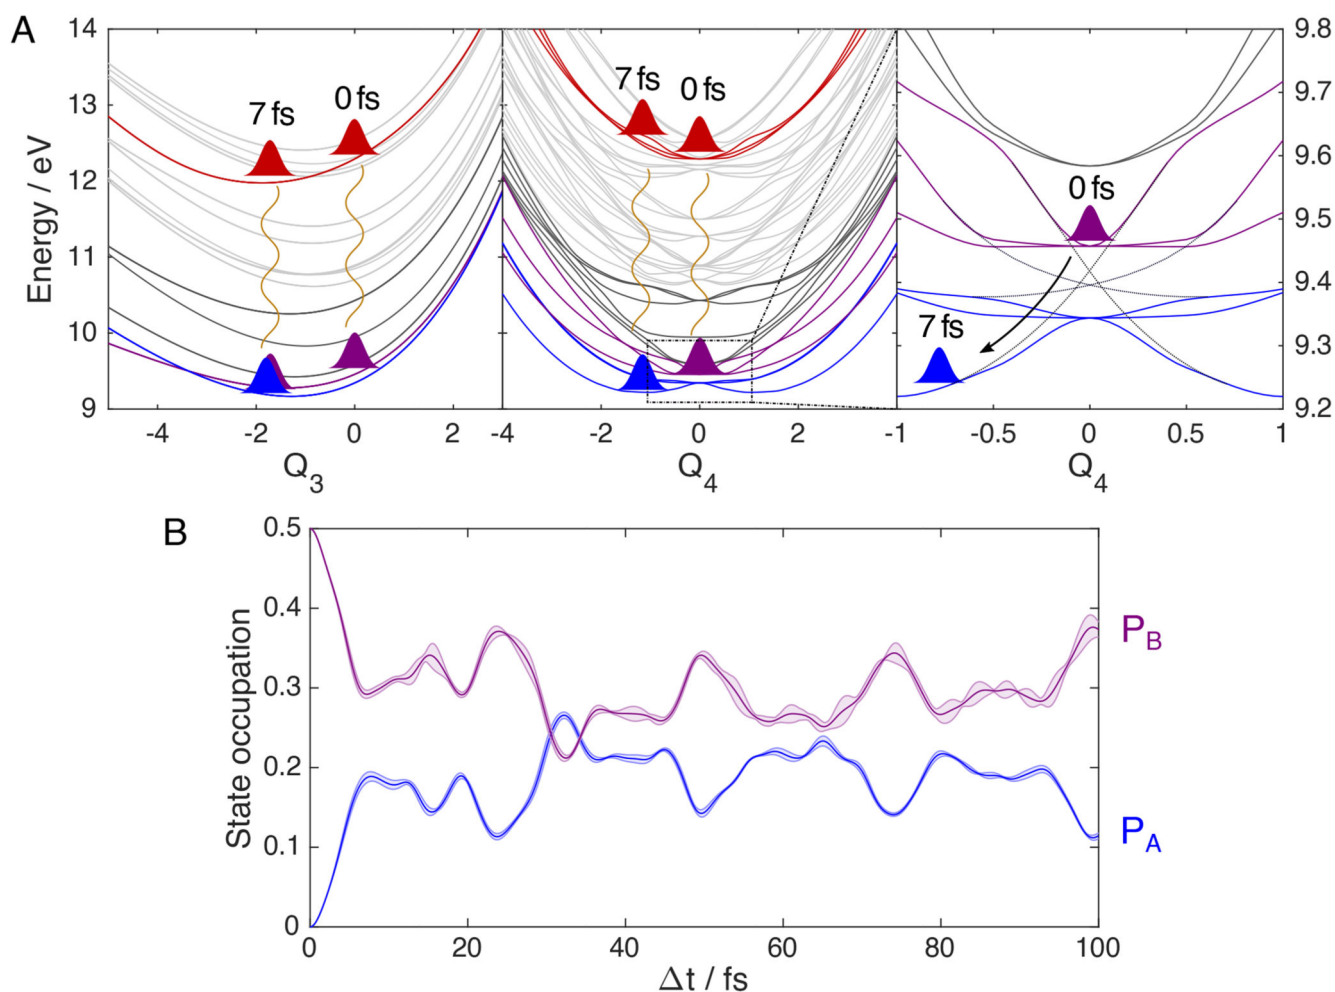 A
14
13
12
11
10
9
Energy / eV
7 fs
0 fs
-4
-2
0
2
Q3
7 fs
0 fs
-4
-2
0
2
Q4
0 fs
7 fs
9.8
9.7
9.6
9.5
9.4
9.3
9.2
-1
-0.5
0
0.5
1
Q4
B
0.5
0.4
0.3
0.2
0.1
0
State occupation
PB
PA
0
20
40
60
80
100
Δt / fs